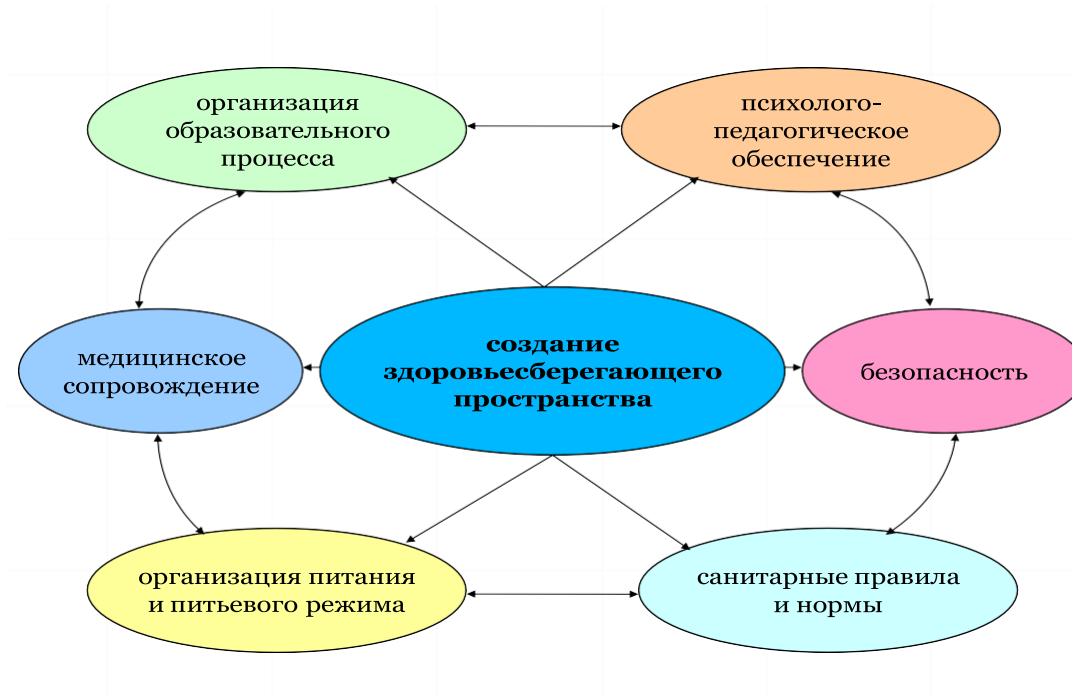 организация
образовательного
процесса
психолого-
педагогическое
обеспечение
медицинское
сопровождение
создание
здоровьесберегающего
пространства
безопасность
организация питания
и питьевого режима
санитарные правила
и нормы